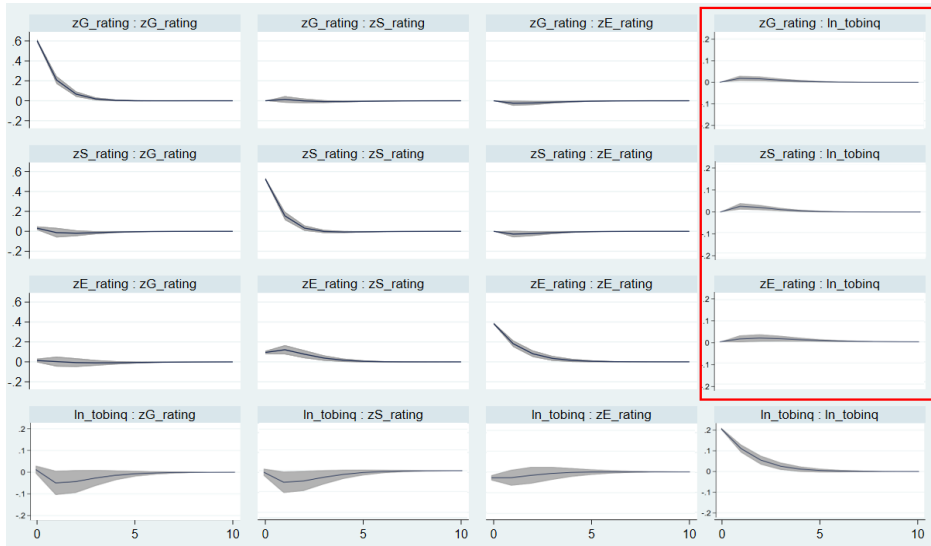 zG_rating : zG_rating
zG_rating : zS_rating
zG_rating : zE_rating
zG_rating : ln_tobinq
.6
.4
.2
0
-.2
.2
.1
0
.1
.2
zS_rating : zG_rating
zS_rating : zS_rating
zS_rating : zE_rating
zS_rating : ln_tobinq
.6
.4
.2
0
-.2
.2
.1
0
-.1
-.2
zE_rating : zG_rating
zE_rating : zS_rating
zE_rating : zE_rating
zE_rating : ln_tobinq
.6
.4
.2
0
-.2
.2
.1
0
-.1
-.2
ln_tobinq : zG_rating
ln_tobinq : zS_rating
ln_tobinq : zE_rating
ln_tobinq : ln_tobinq
.2
.1
0
-.1
.2
.2
.1
0
-.1
-.2
0 5 10
0 5 10
0 5 10
0 5 10